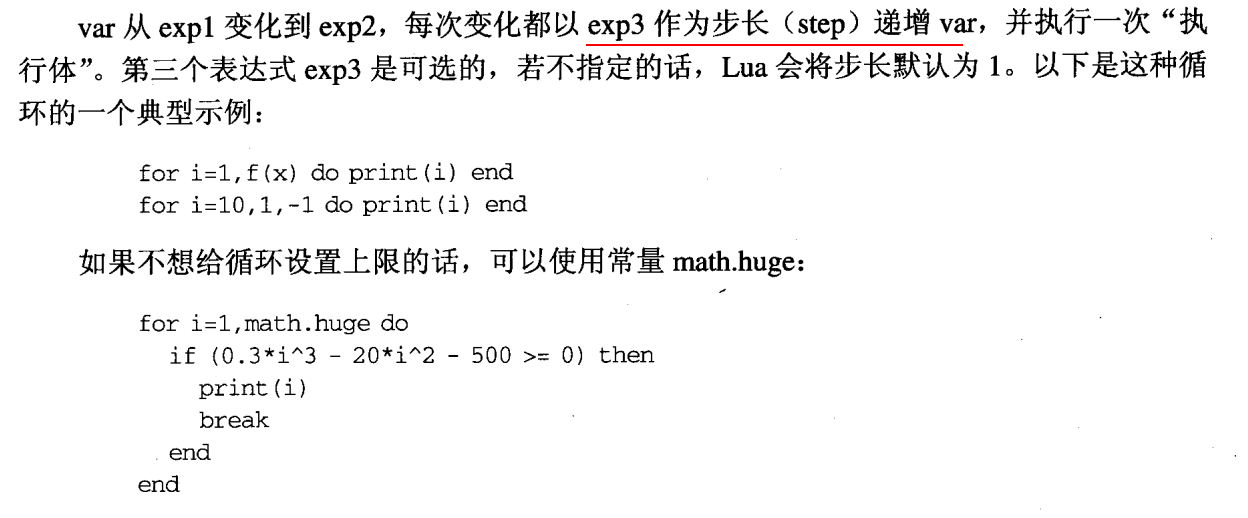 var 从 exp1 变化到 exp2，每次变化都以 exp3 作为步长（step）递增 var，并执行一次“执
行体”。第三个表达式 exp3 是可选的，若不指定的话，Lua 会将步长默认为 1。以下是这种循
环的一个典型示例：
for i=1,f(x) do print(i) end
for i=10,1,-1 do print(i) end
如果不想给循环设置上限的话，可以使用常量 math.huge：
for i=1,math.huge do
if (0.3*i^3 - 20*i^2 - 500 >= 0) then
print(i)
break
end
end